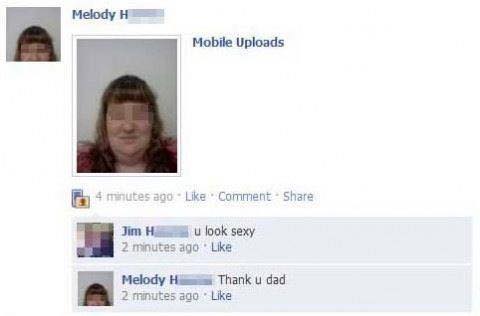 Melody H
Mobile Uploads
4 minutes ago · Like · Comment · Share
Jim H u look sexy
2 minutes ago · Like
Melody H Thank u dad
2 minutes ago · Like